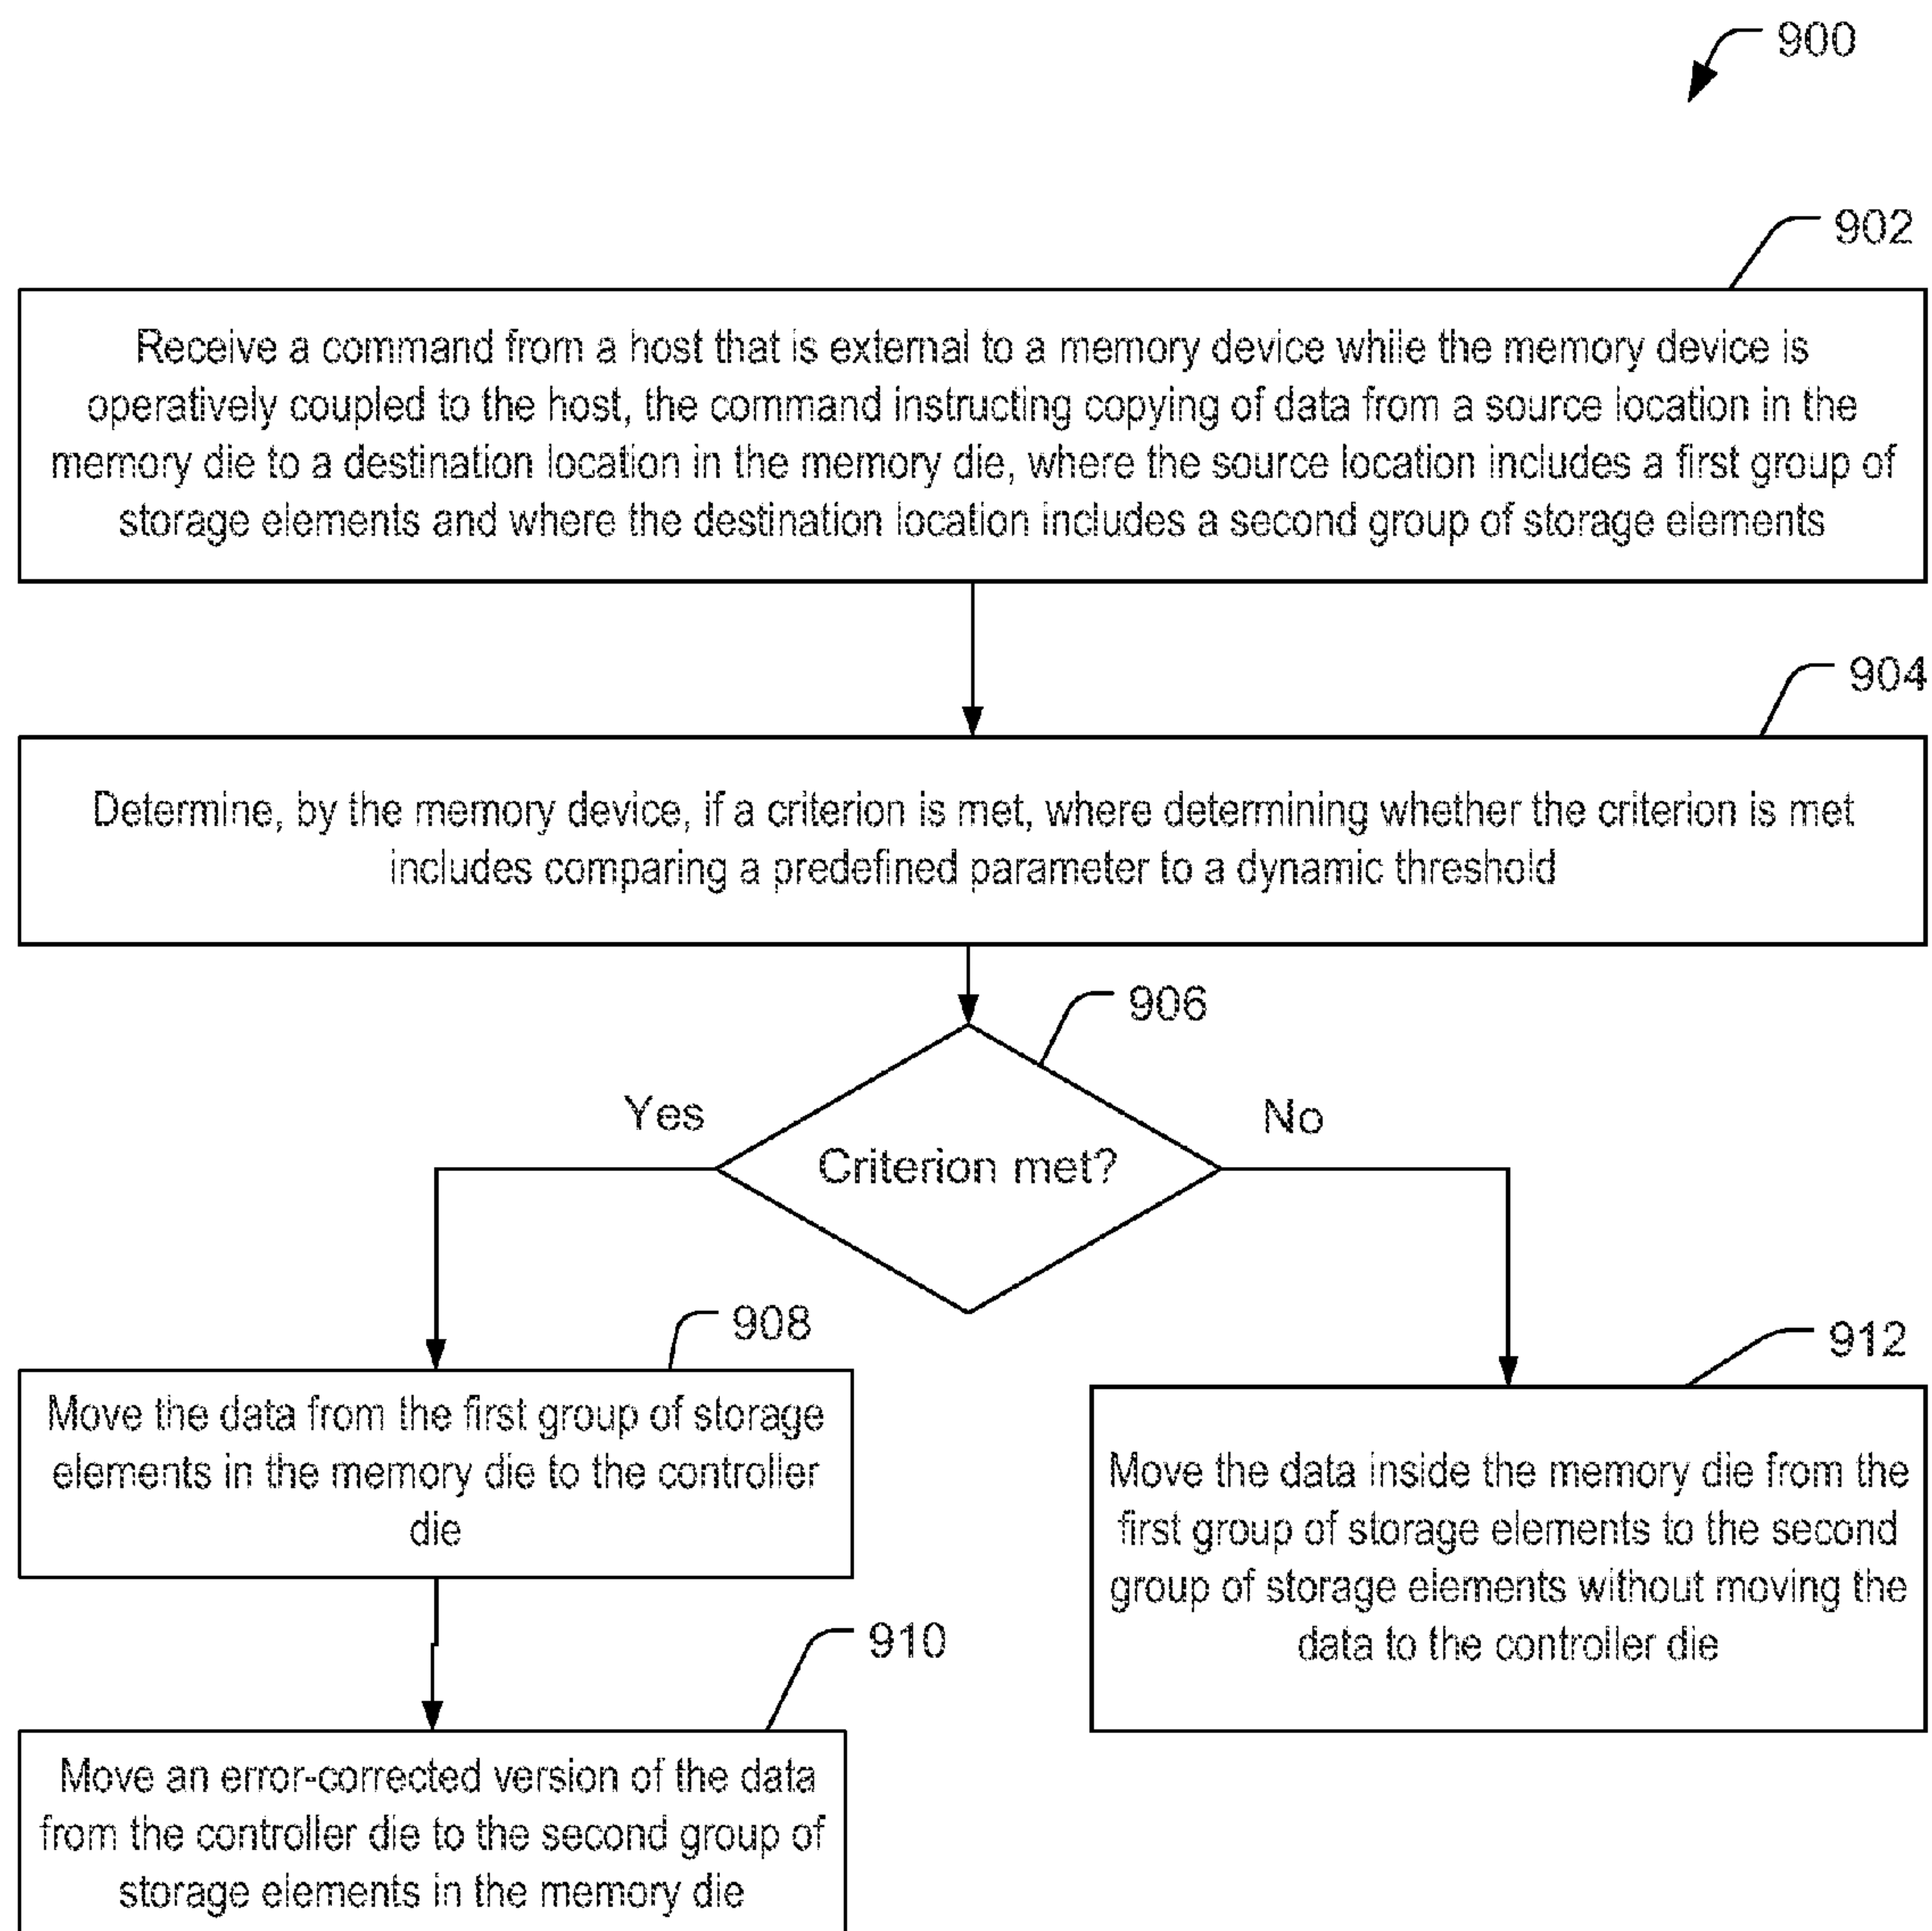 900
902
Receive a command from a host that is external to a memory device while the memory device is
operatively coupled to the host, the command instructing copying of data from a source location in the
memory die to a destination location in the memory die, where the source location includes a first group of
storage elements and where the destination location includes a second group of storage elements
904
Determine, by the memory device, if a criterion is met, where determining whether the criterion is met
includes comparing a predefined parameter to a dynamic threshold
906
Yes
No
Criterion met?
908
Move the data from the first group of storage
elements in the memory die to the controller
die
912
Move the data inside the memory die from the
first group of storage elements to the second
group of storage elements without moving the
data to the controller die
910
Move an error-corrected version of the data
from the controller die to the second group of
storage elements in the memory die